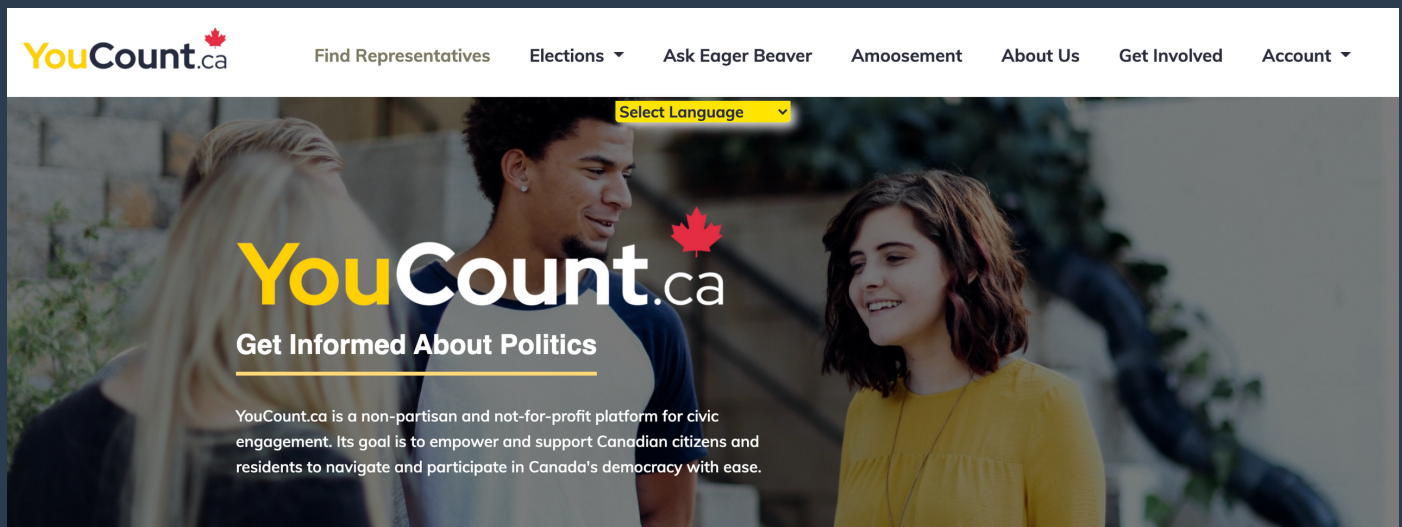 YouCount.ca
Find Representatives Elections Ask Eager Beaver Amoosement About Us Get Involved Account
Select Language
YouCount.ca
Get Informed About Politics
YouCount.ca is a non-partisan and not-for-profit platform for civic
engagement. Its goal is to empower and support Canadian citizens and
residents to navigate and participate in Canada's democracy with ease.